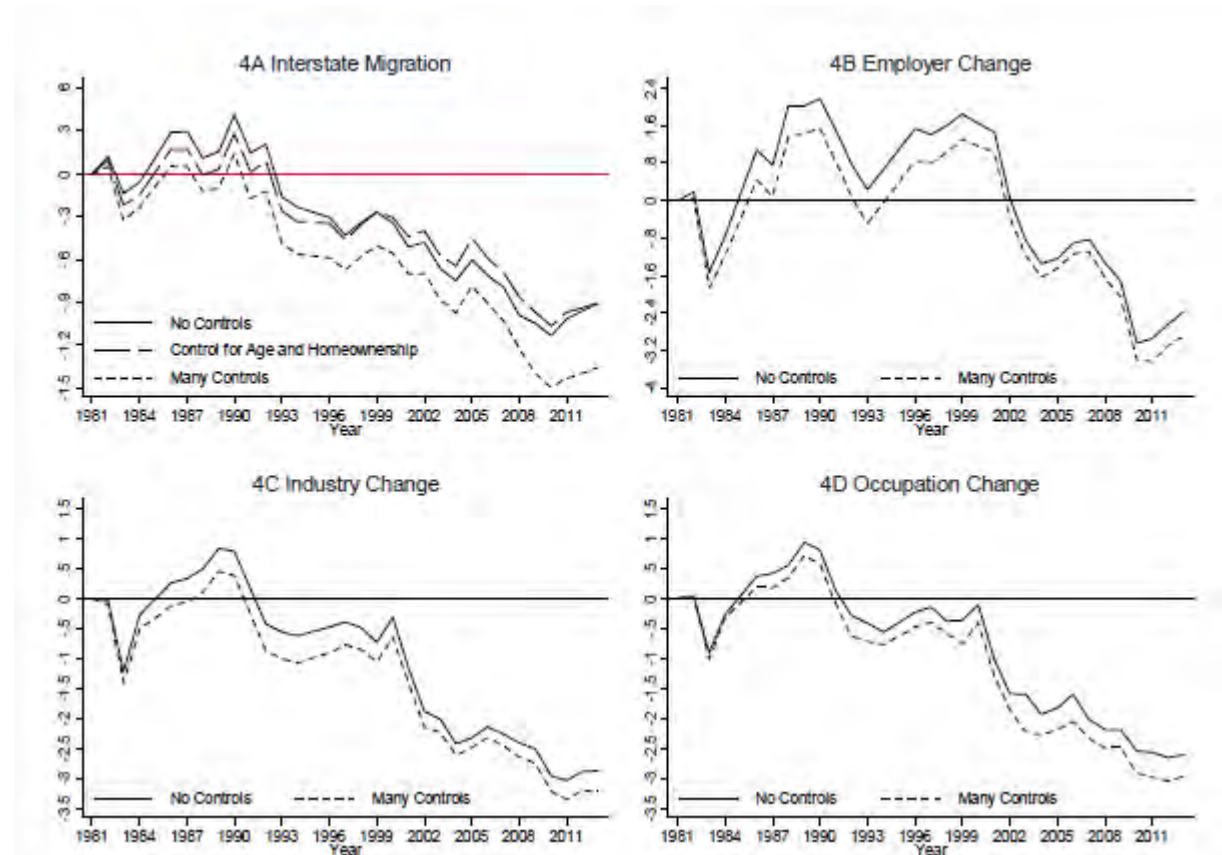 4A Interstate Migration
.6
.3
0
-.3
-.6
-.9
-1.2
-1.5
No Controls
Control for Age and Homeownership
Many Controls
1981 1984 1987 1990 1993 1996 1999 2002 2005 2008 2011
Year
4B Employer Change
2.4
1.6
.8
0
-.8
-1.6
-2.4
-3.2
-4
No Controls Many Controls
1981 1984 1987 1990 1993 1996 1999 2002 2005 2008 2011
Year
4C Industry Change
1.5
1
.5
0
-.5
-1
-1.5
-2
-2.5
-3
-3.5
No Controls Many Controls
1981 1984 1987 1990 1993 1996 1999 2002 2005 2008 2011
Year
4D Occupation Change
1.5
1
.5
0
-.5
-1
-1.5
-2
-2.5
-3
-3.5
No Controls Many Controls
1981 1984 1987 1990 1993 1996 1999 2002 2005 2008 2011
Year